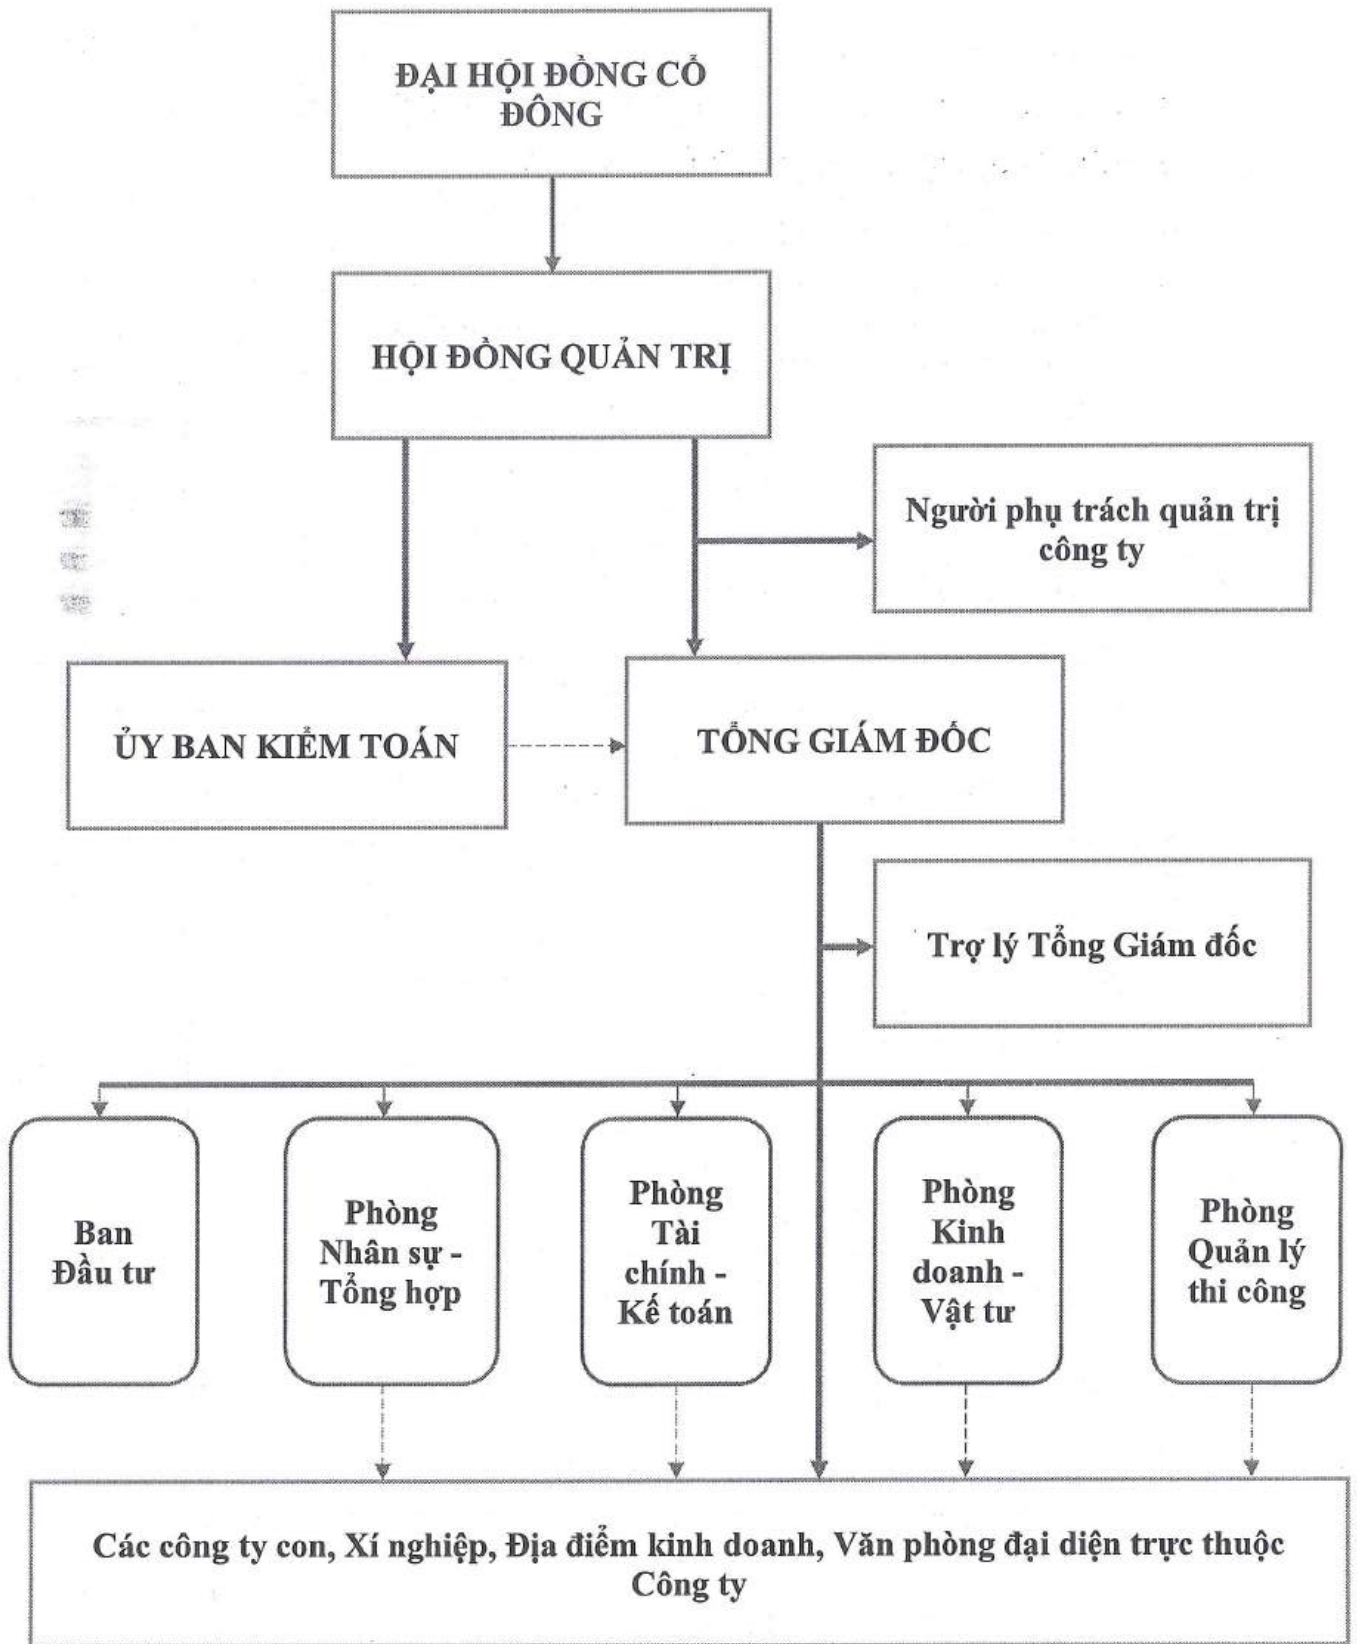 ĐẠI HỘI ĐỒNG CỔ
ĐÔNG
HỘI ĐỒNG QUẢN TRỊ
Người phụ trách quản trị
công ty
ỦY BAN KIỂM TOÁN
TỔNG GIÁM ĐỐC
Trợ lý Tổng Giám đốc
Ban
Đầu tư
Phòng
Nhân sự -
Tổng hợp
Phòng
Tài
chính -
Kế toán
Phòng
Kinh
doanh -
Vật tư
Phòng
Quản lý
thi công
Các công ty con, Xí nghiệp, Địa điểm kinh doanh, Văn phòng đại diện trực thuộc
Công ty